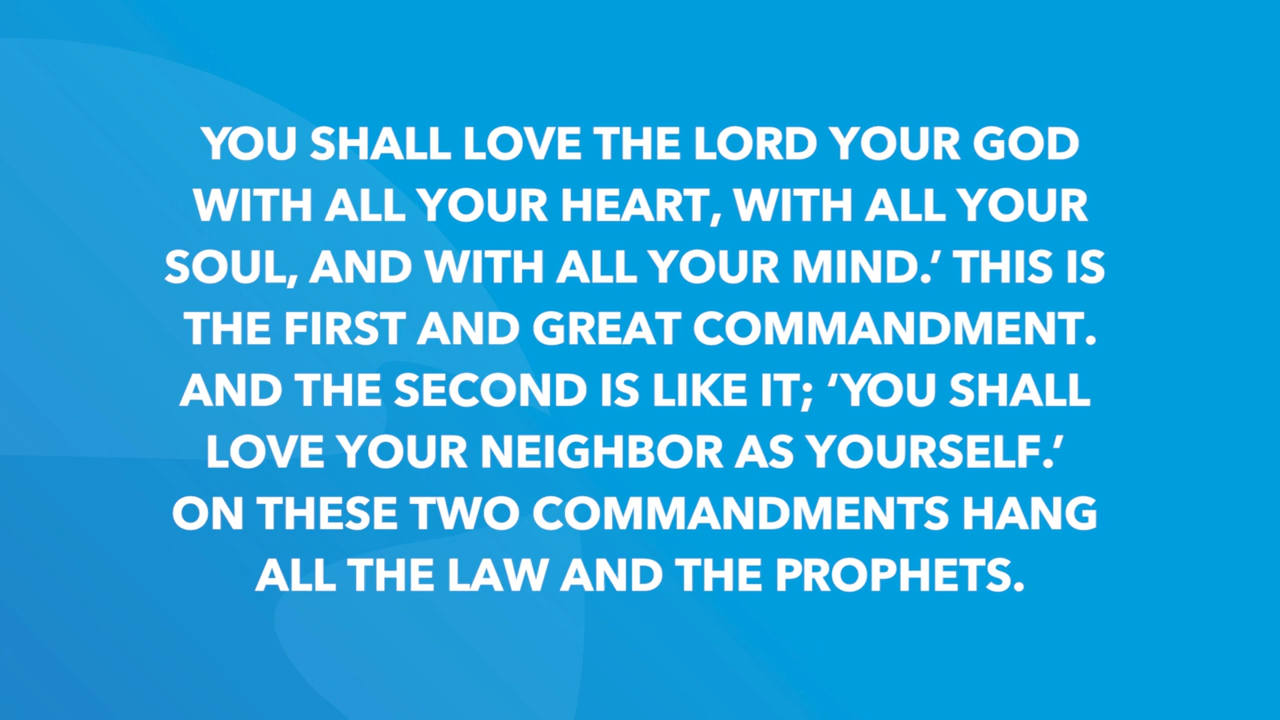 YOU SHALL LOVE THE LORD YOUR GOD
WITH ALL YOUR HEART, WITH ALL YOUR
SOUL, AND WITH ALL YOUR MIND.’ THIS IS
THE FIRST AND GREAT COMMANDMENT.
AND THE SECOND IS LIKE IT; ‘YOU SHALL
LOVE YOUR NEIGHBOR AS YOURSELF.’
ON THESE TWO COMMANDMENTS HANG
ALL THE LAW AND THE PROPHETS.